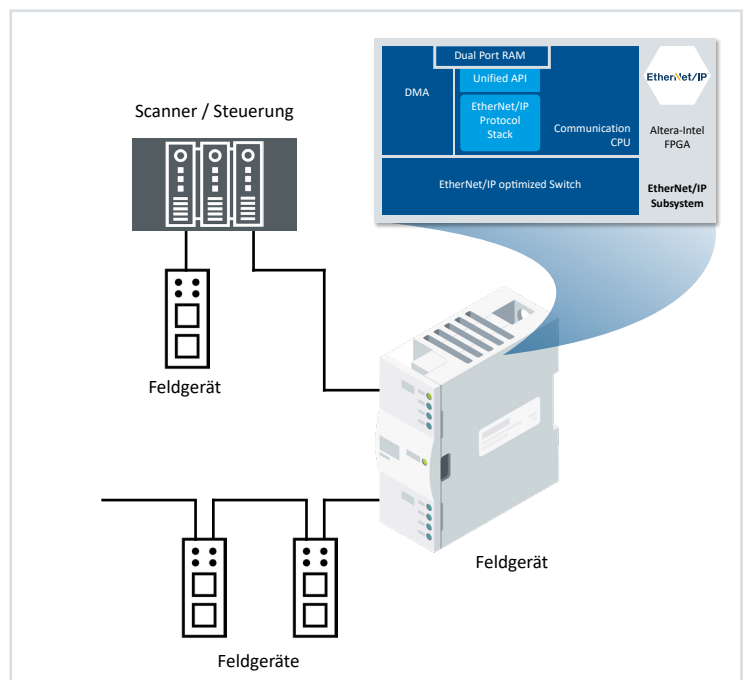 Dual Port RAM
Unified API
DMA
EtherNet/IP
Protocol
Stack
Communication
CPU
EtherNet/IP optimized Switch
EtherNet/IP
Altera-Intel
FPGA
EtherNet/IP
Subsystem
Scanner / Steuerung
Feldgerät
Feldgerät
Feldgeräte